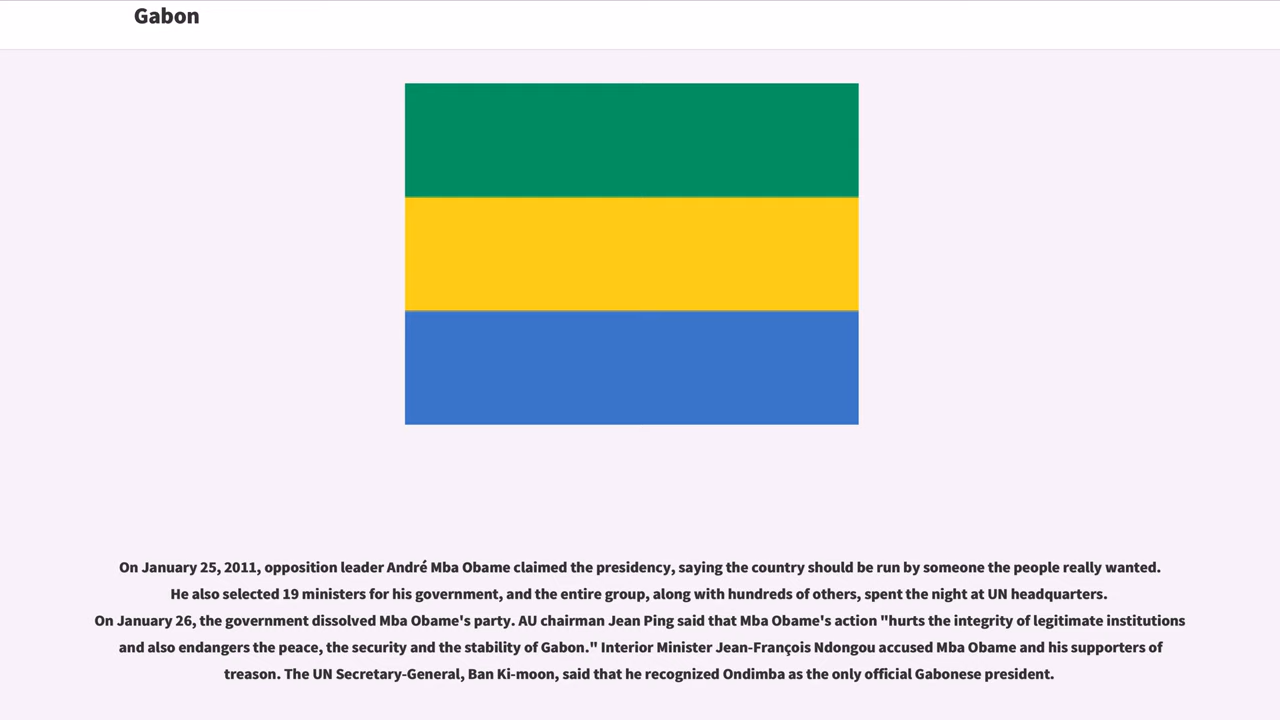 Gabon
On January 25, 2011, opposition leader André Mba Obame claimed the presidency, saying the country should be run by someone the people really wanted.
He also selected 19 ministers for his government, and the entire group, along with hundreds of others, spent the night at UN headquarters.
On January 26, the government dissolved Mba Obame's party. AU chairman Jean Ping said that Mba Obame's action "hurts the integrity of legitimate institutions
and also endangers the peace, the security and the stability of Gabon." Interior Minister Jean-François Ndongou accused Mba Obame and his supporters of
treason. The UN Secretary-General, Ban Ki-moon, said that he recognized Ondimba as the only official Gabonese president.